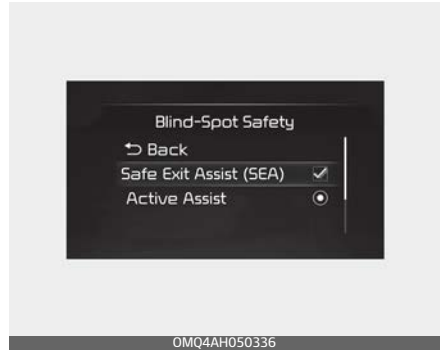 Blind-Spot Safety
Back
Safe Exit Assist (SEA)
Active Assist
OMQ4AH050336